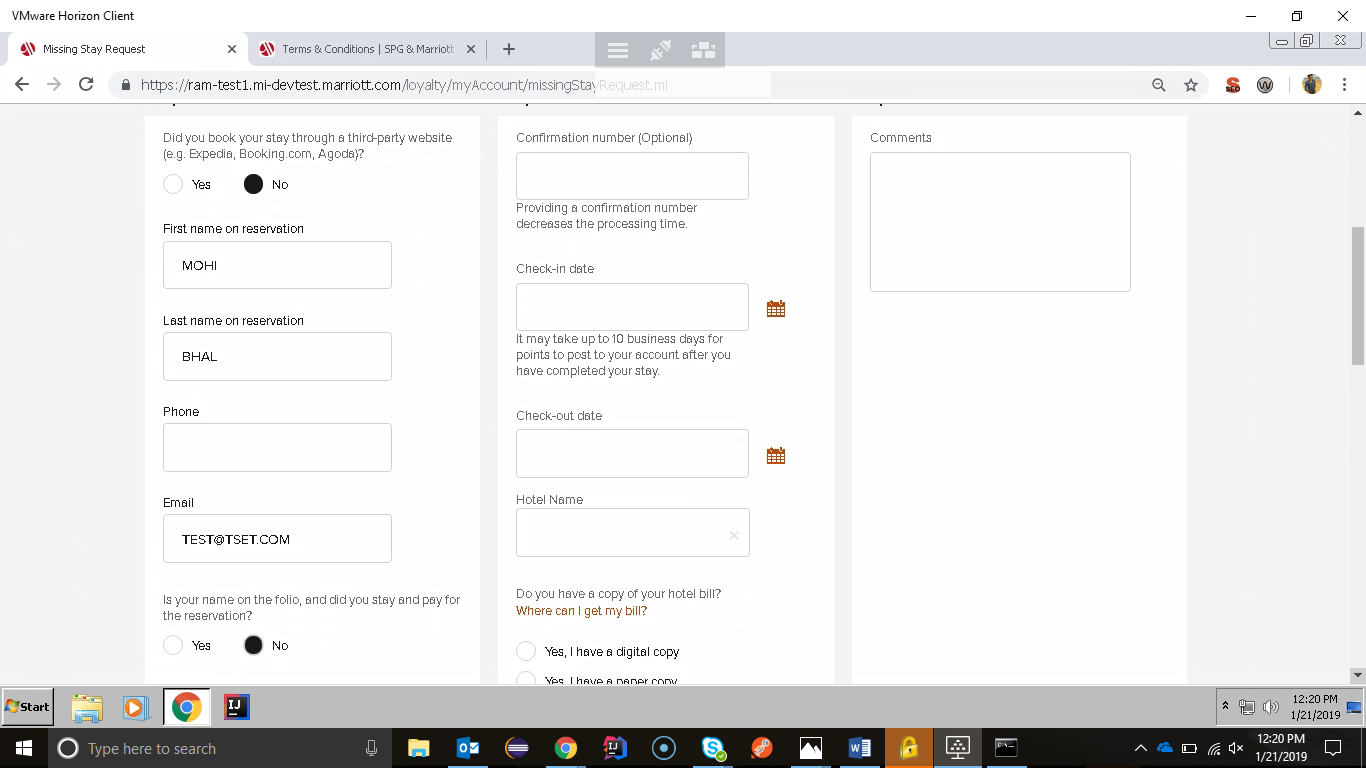 VMware Horizon Client
Missing Stay Request
Terms & Conditions | SPG & Marriott
https://ram-test1.mi-devtest.marriott.com/loyalty/myAccount/missingStayRequest.mi
Did you book your stay through a third-party website
(e.g. Expedia, Booking.com, Agoda)?
Yes
No
First name on reservation
MOHI
Last name on reservation
BHAL
Phone
Email
TEST@TSET.COM
Is your name on the folio, and did you stay and pay for
the reservation?
Yes
No
Confirmation number (Optional)
Providing a confirmation number
decreases the processing time.
Check-in date
It may take up to 10 business days for
points to post to your account after you
have completed your stay.
Check-out date
Hotel Name
Do you have a copy of your hotel bill?
Where can I get my bill?
Yes, I have a digital copy
Yes, I have a paper copy
Comments
Start
12:20 PM
1/21/2019
Type here to search
12:20 PM
1/21/2019